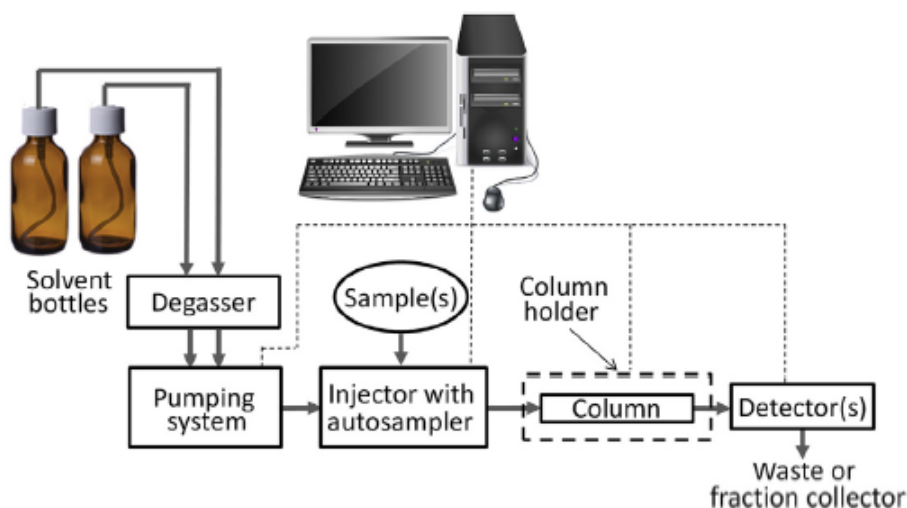 Solvent
bottles
Degasser
Sample(s)
Column
holder
Pumping
system
Injector with
autosampler
Column
Detector(s)
Waste or
fraction collector